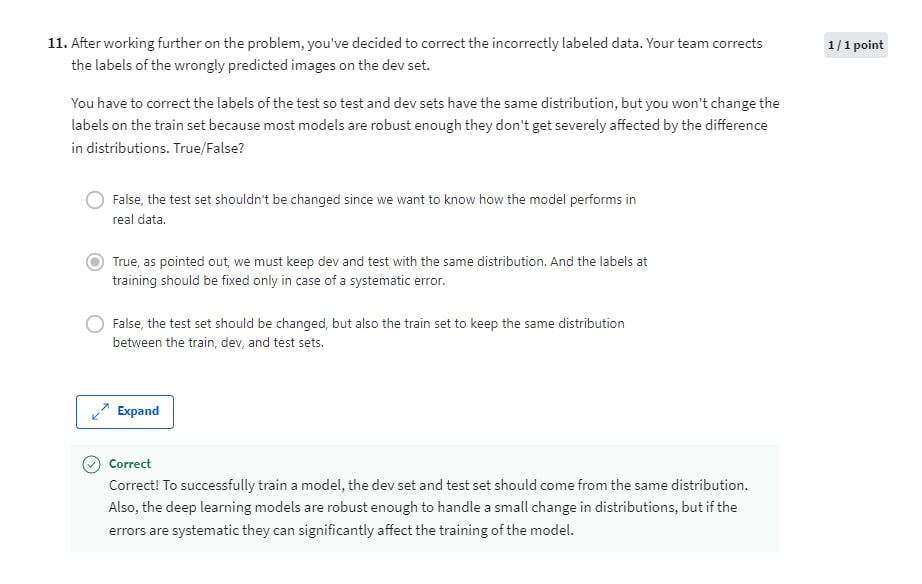 11. After working further on the problem, you've decided to correct the incorrectly labeled data. Your team corrects
1 / 1 point
the labels of the wrongly predicted images on the dev set.
You have to correct the labels of the test so test and dev sets have the same distribution, but you won't change the
labels on the train set because most models are robust enough they don't get severely affected by the difference
in distributions. True/False?
False, the test set shouldn't be changed since we want to know how the model performs in
real data.
True, as pointed out, we must keep dev and test with the same distribution. And the labels at
training should be fixed only in case of a systematic error.
False, the test set should be changed, but also the train set to keep the same distribution
between the train, dev, and test sets.
Expand
Correct
Correct! To successfully train a model, the dev set and test set should come from the same distribution.
Also, the deep learning models are robust enough to handle a small change in distributions, but if the
errors are systematic they can significantly affect the training of the model.